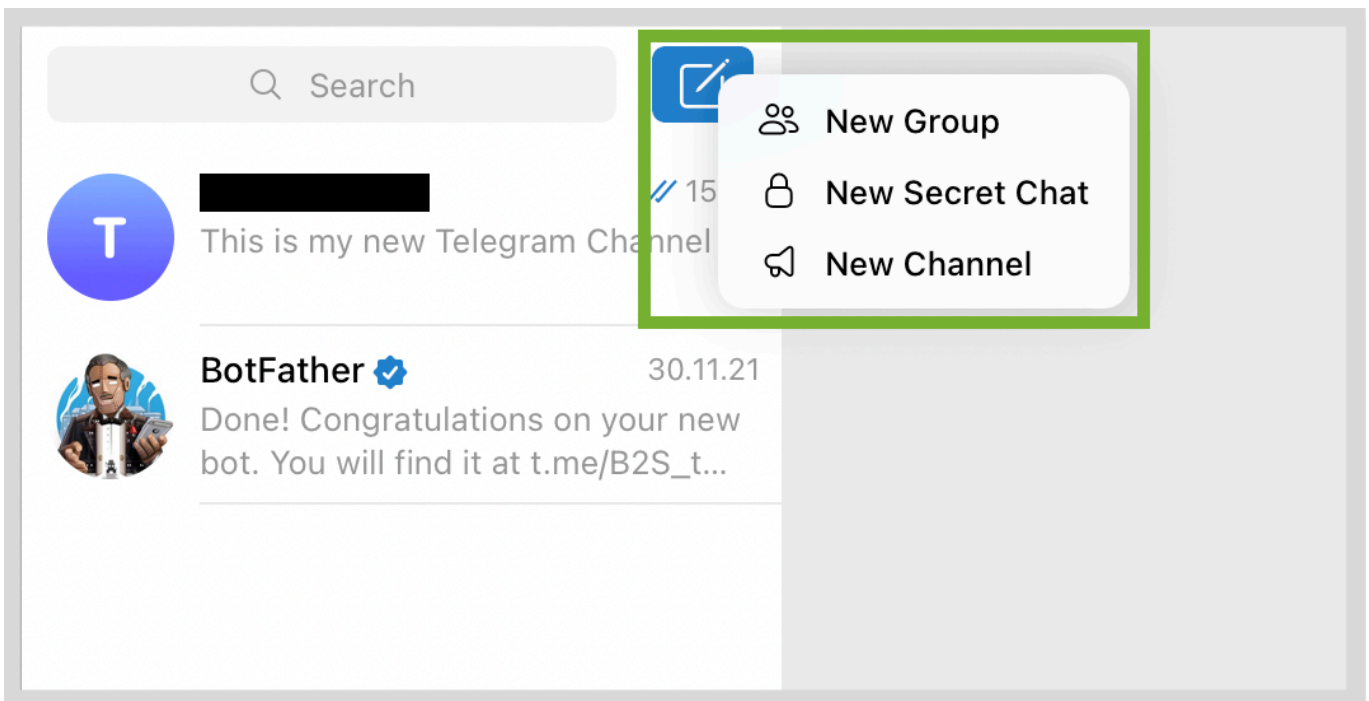 Search
New Group
New Secret Chat
New Channel
T
15
This is my new Telegram Channel
BotFather
30.11.21
Done! Congratulations on your new
bot. You will find it at t.me/B2S_t...